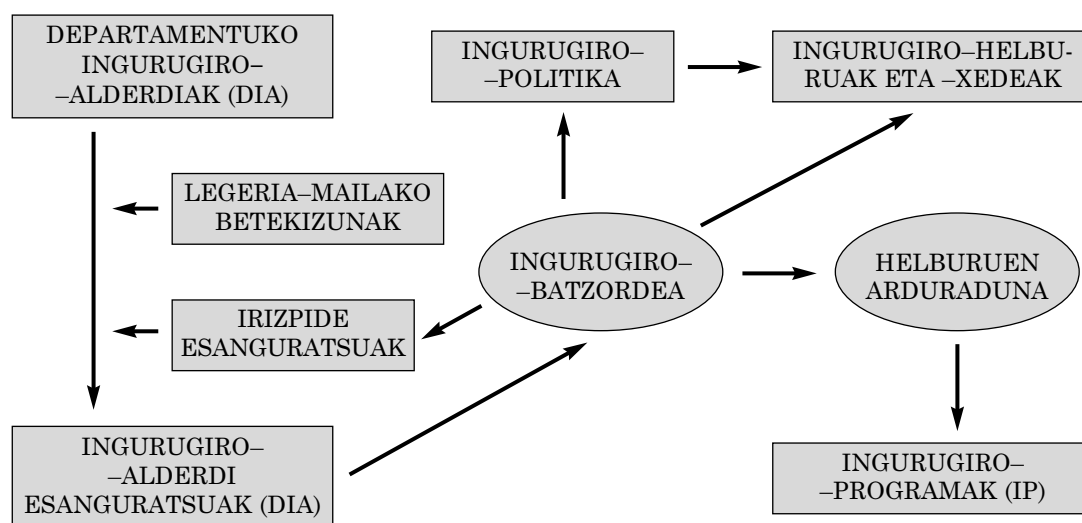 DEPARTAMENTUKO
INGURUGIRO–
–ALDERDIAK (DIA)
INGURUGIRO–
–POLITIKA
INGURUGIRO–HELBU-
RUAK ETA –XEDEAK
LEGERIA–MAILAKO
BETEKIZUNAK
INGURUGIRO–
–BATZORDEA
HELBURUEN
ARDURADUNA
IRIZPIDE
ESANGURATSUAK
INGURUGIRO–
–ALDERDI
ESANGURATSUAK (DIA)
INGURUGIRO–
–PROGRAMAK (IP)